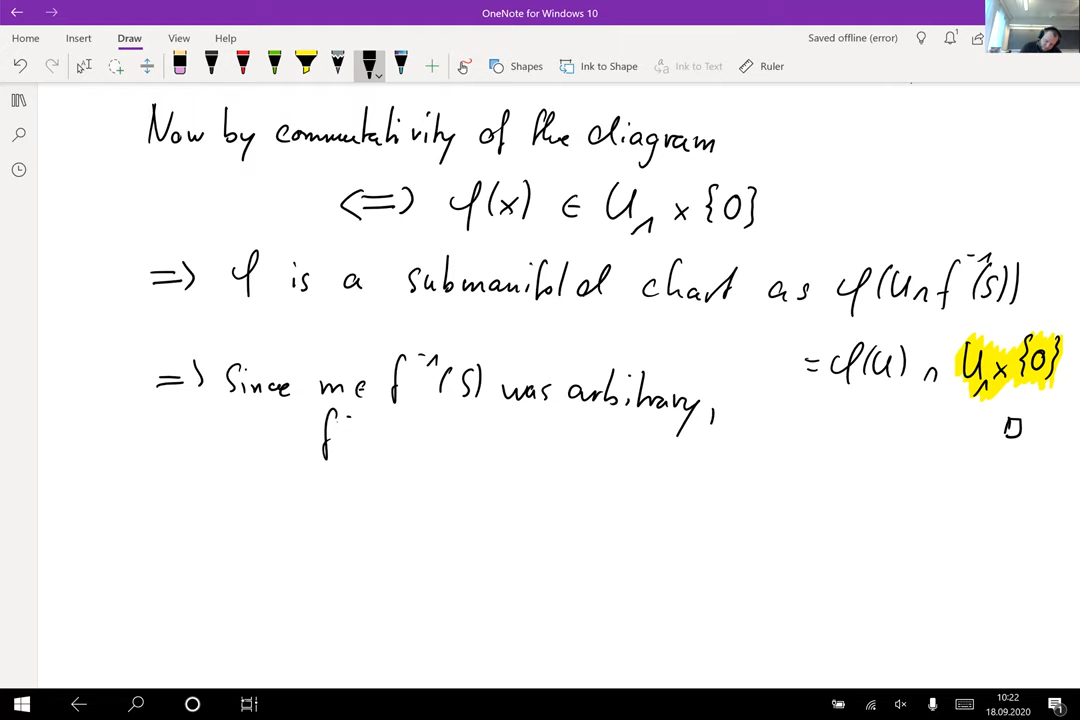 OneNote for Windows 10
Home Insert Draw View Help Saved offline (error)
Shapes Ink to Shape Ink to Text Ruler
Now by commutativity of the diagram
<=> φ(x) ∈ U₁ × {0}
=> φ is a submanifold chart as φ(U∩f⁻¹(S))
= φ(U) ∩ U₁ × {0}
□
=> Since m ∈ f⁻¹(S) was arbitrary,
f⁻
10:22
18.09.2020